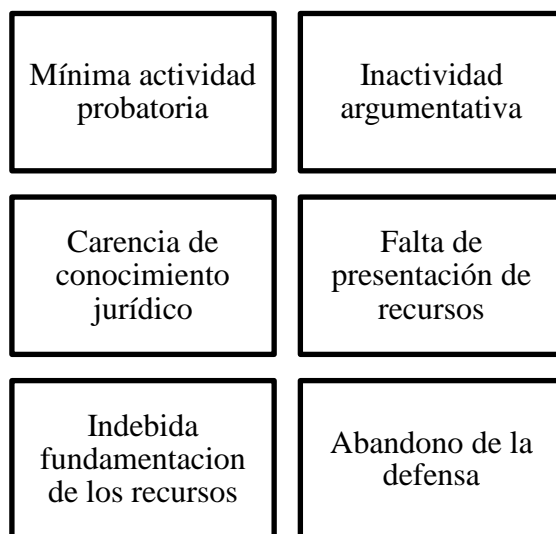 Mínima actividad
probatoria
Inactividad
argumentativa
Carencia de
conocimiento
jurídico
Falta de
presentación de
recursos
Indebida
fundamentacion
de los recursos
Abandono de la
defensa